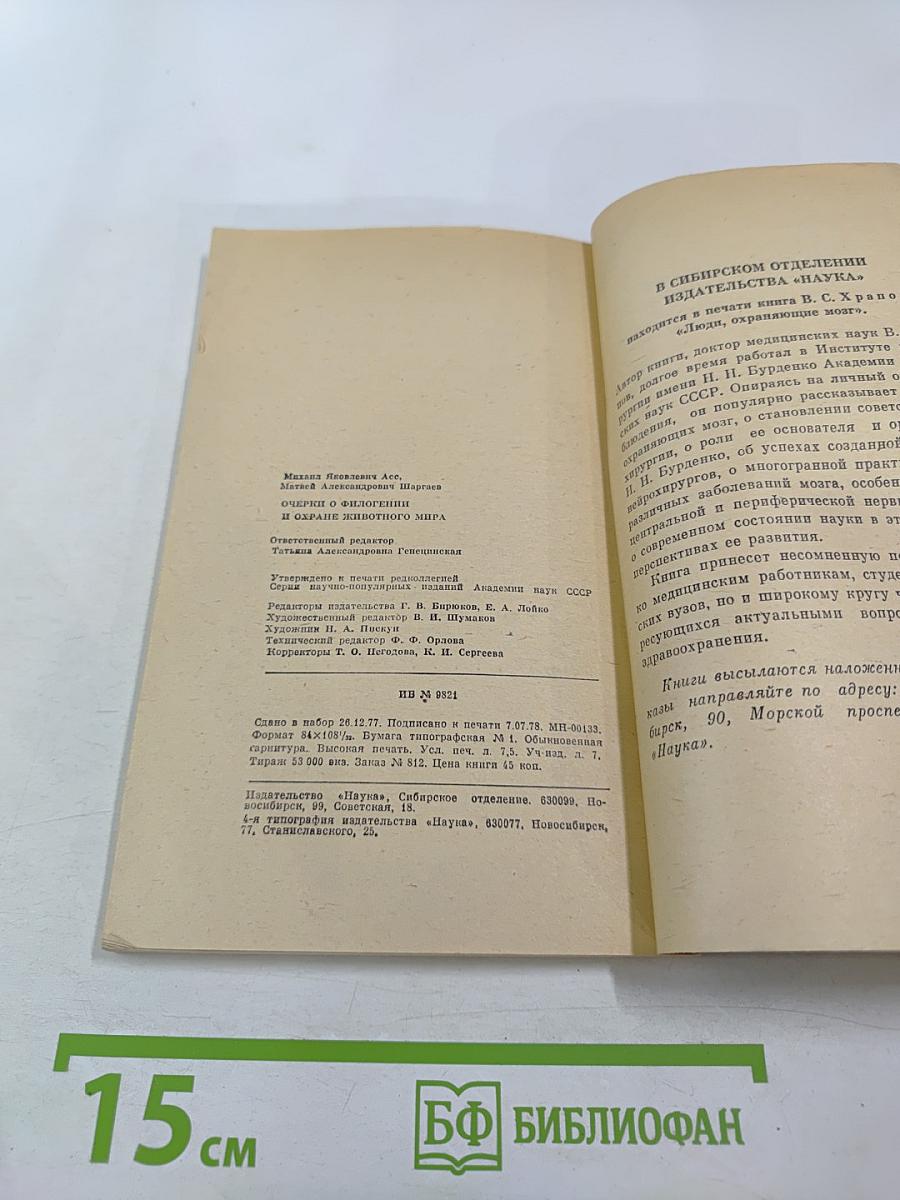 Михаил Яковлевич Асс,
Матвей Александрович Шаргаев
ОЧЕРКИ О ФИЛОГЕНИИ
И ОХРАНЕ ЖИВОТНОГО МИРА
Ответственный редактор
Татьяна Александровна Генецинская
Утверждено к печати редколлегией
Серии научно-популярных изданий Академии наук СССР
Редакторы издательства Г. В. Бирюков, Е. А. Лойко
Художественный редактор В. И. Шумаков
Художник Н. А. Пискун
Технический редактор Ф. Ф. Орлова
Корректоры Т. О. Негодова, К. И. Сергеева
ИВ № 9821
Сдано в набор 26.12.77. Подписано к печати 7.07.78. МН-00133.
Формат 84×108¹/₃₂. Бумага типографская № 1. Обыкновенная
гарнитура. Высокая печать. Усл. печ. л. 7,5. Уч-изд. л. 7.
Тираж 53 000 экз. Заказ № 812. Цена книги 45 коп.
Издательство «Наука», Сибирское отделение. 630099, Но-
восибирск, 99, Советская, 18.
4-я типография издательства «Наука», 630077, Новосибирск,
77, Станиславского, 25.
В СИБИРСКОМ ОТДЕЛЕНИИ
ИЗДАТЕЛЬСТВА «НАУКА»
находится в печати книга В. С. Храпо
«Люди, охраняющие мозг».
Автор книги, доктор медицинских наук В.
пов, долгое время работал в Институте
рургии имени Н. Н. Бурденко Академии
ских наук СССР. Опираясь на личный о
блюдения, он популярно рассказывает
охраняющих мозг, о становлении советс
хирургии, о роли ее основателя и ор
Н. Н. Бурденко, об успехах созданной
нейрохирургов, о многогранной практи
различных заболеваний мозга, особен
центральной и периферической нерв
о современном состоянии науки в эт
перспективах ее развития.
Книга принесет несомненную по
ко медицинским работникам, студе
ских вузов, но и широкому кругу ч
ресующихся актуальными вопро
здравоохранения.
Книги высылаются наложенн
казы направляйте по адресу:
бирск, 90, Морской проспе
«Наука».
15 см
БФ БИБЛИОФАН